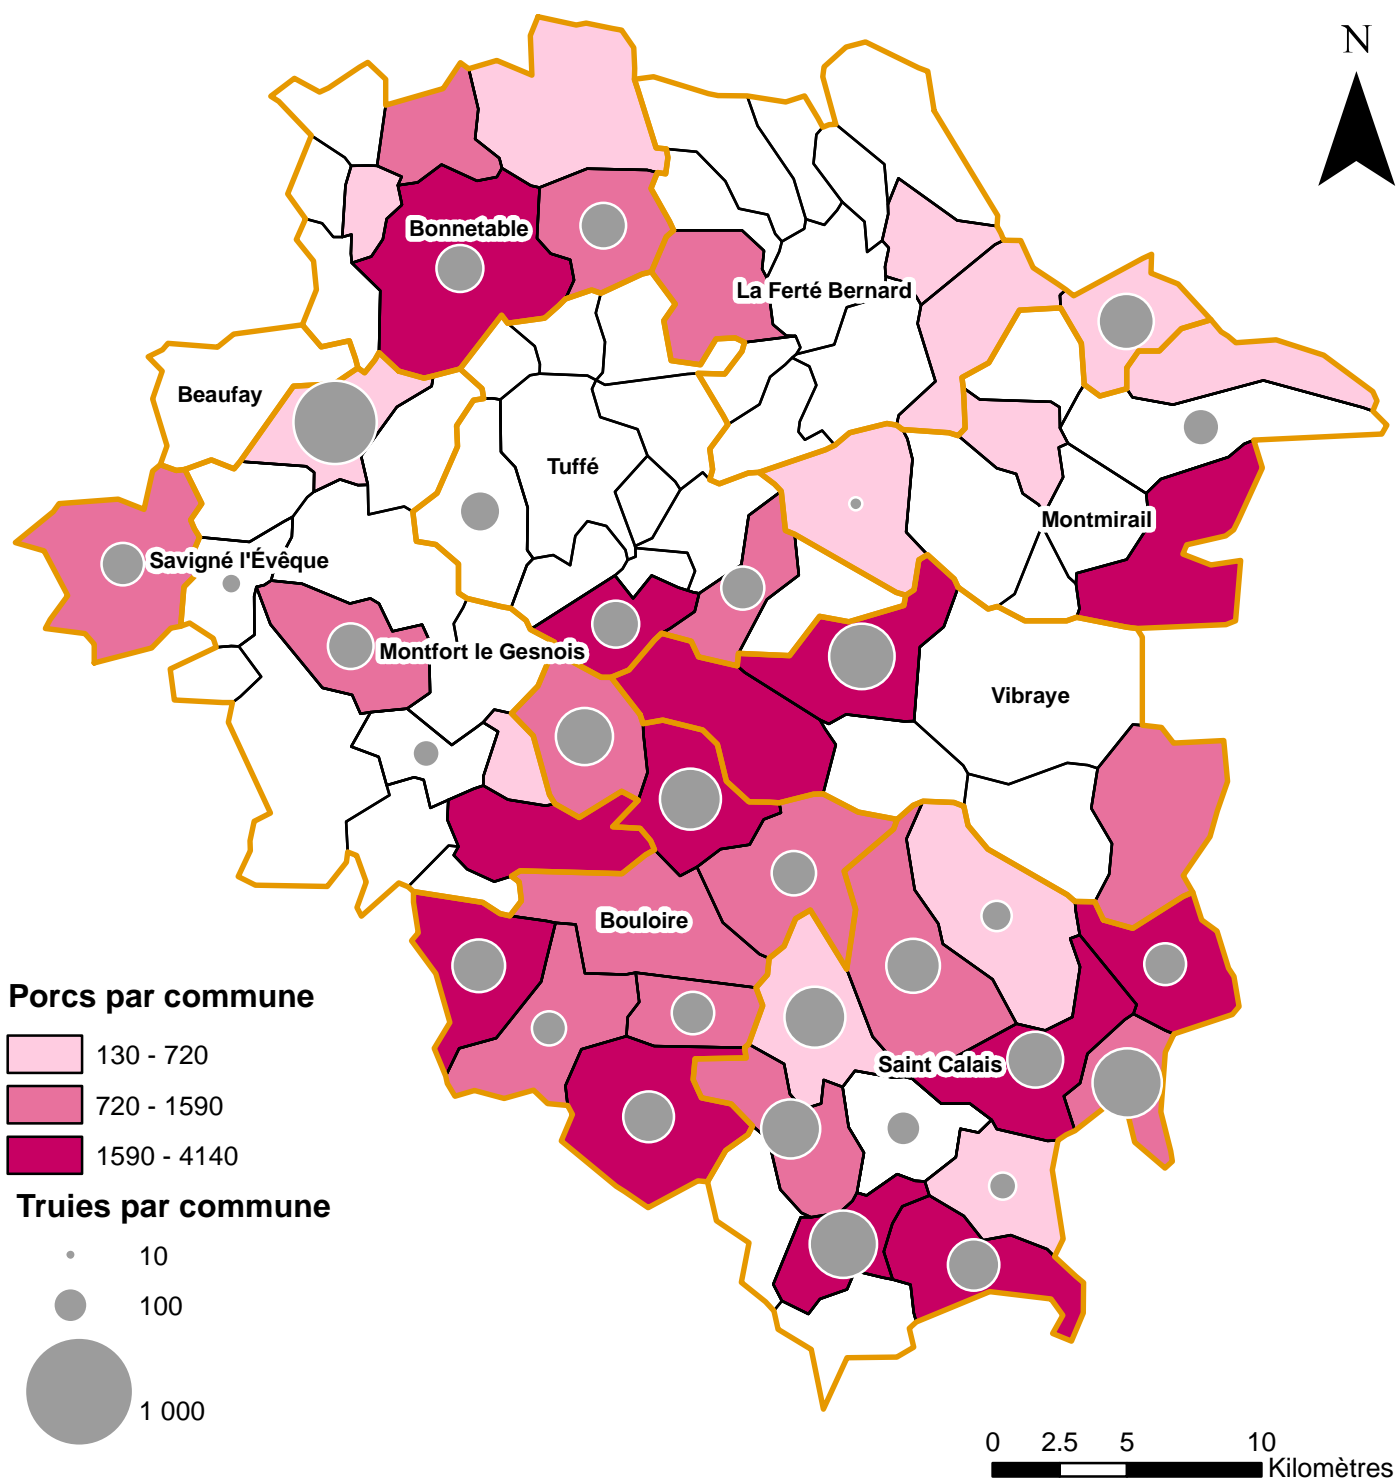 N
Bonnetable
La Ferté Bernard
Beaufay
Tuffé
Montmirail
Savigné l'Évêque
Montfort le Gesnois
Vibraye
Bouloire
Saint Calais
Porcs par commune
130 - 720
720 - 1590
1590 - 4140
Truies par commune
10
100
1 000
0 2.5 5 10
Kilomètres